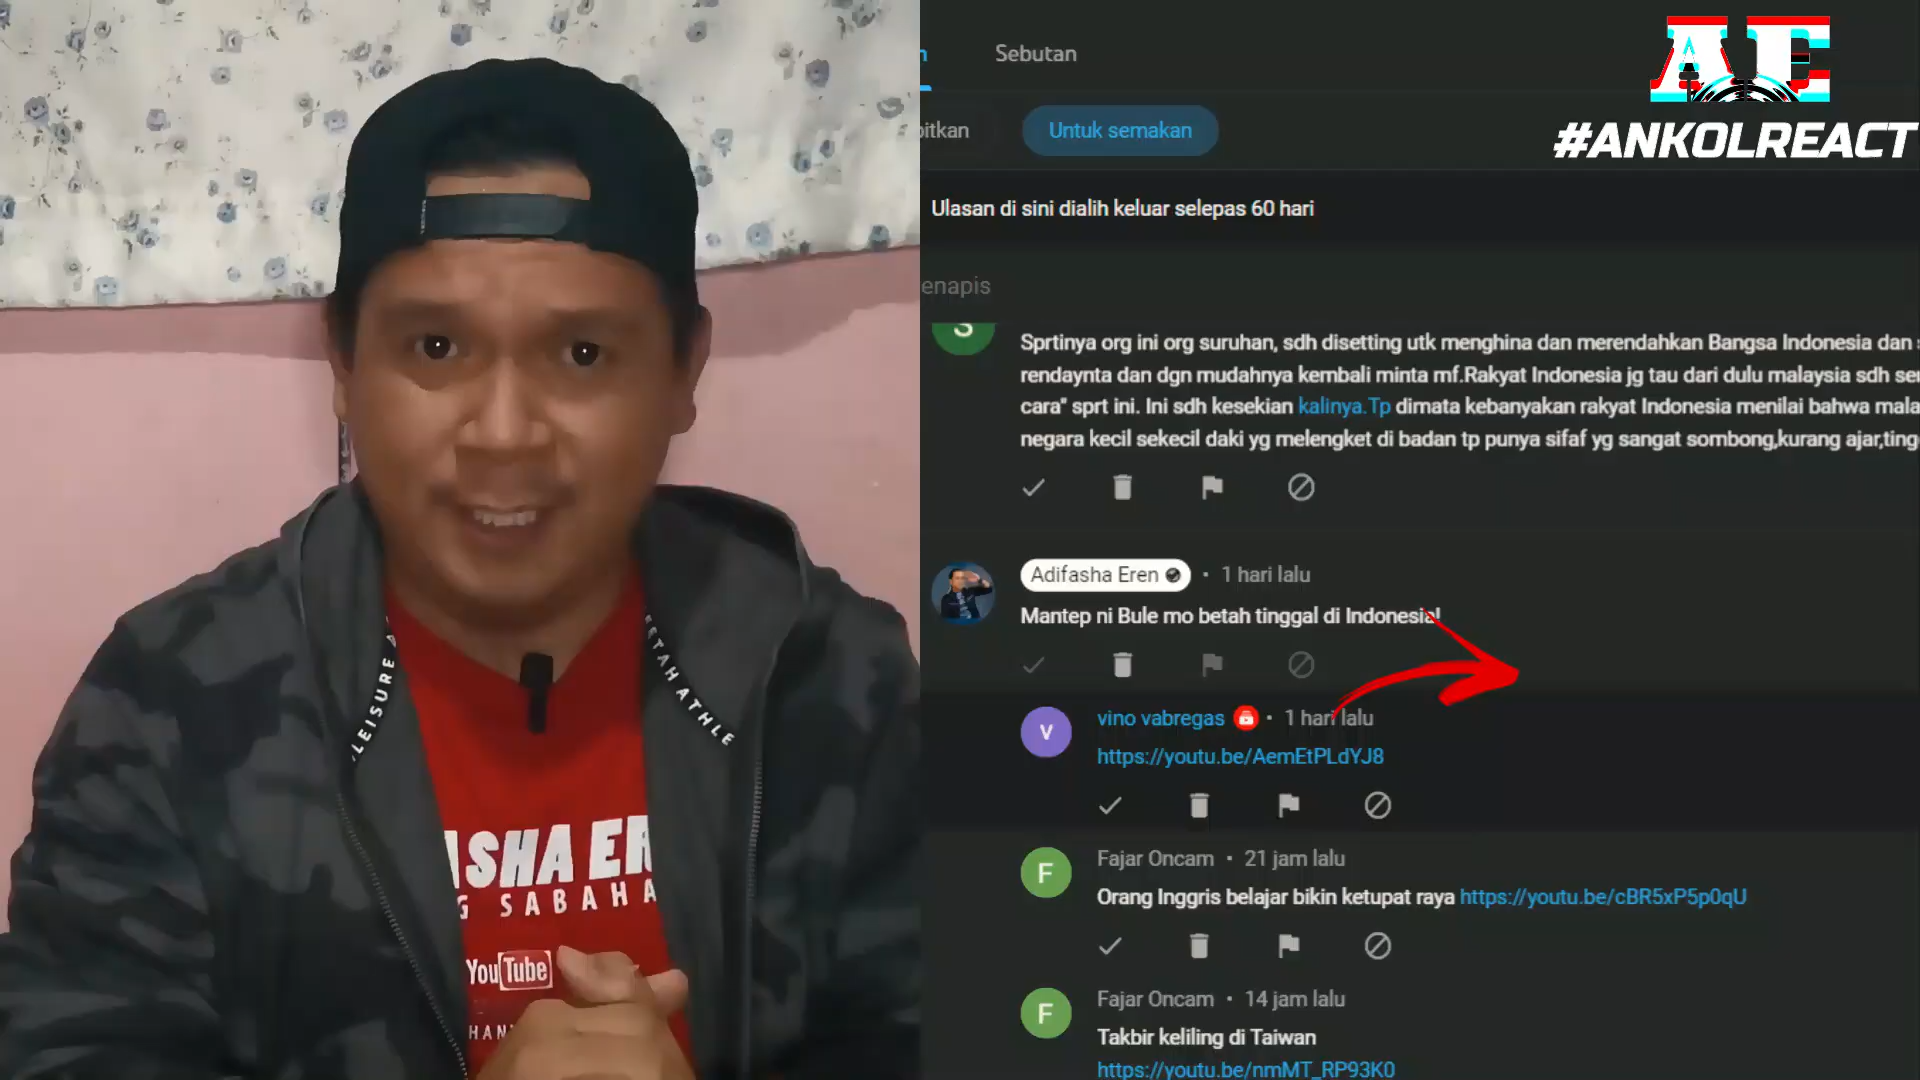 Sebutan
AE
#ANKOLREACT
bitkan
Untuk semakan
Ulasan di sini dialih keluar selepas 60 hari
enapis
S
Sprtinya org ini org suruhan, sdh disetting utk menghina dan merendahkan Bangsa Indonesia dan s
rendaynta dan dgn mudahnya kembali minta mf.Rakyat Indonesia jg tau dari dulu malaysia sdh ser
cara" sprt ini. Ini sdh kesekian kalinya.Tp dimata kebanyakan rakyat Indonesia menilai bahwa mala
negara kecil sekecil daki yg melengket di badan tp punya sifaf yg sangat sombong,kurang ajar,ting
Adifasha Eren • 1 hari lalu
Mantep ni Bule mo betah tinggal di Indonesia!
V
vino vabregas • 1 hari lalu
https://youtu.be/AemEtPLdYJ8
F
Fajar Oncam • 21 jam lalu
Orang Inggris belajar bikin ketupat raya https://youtu.be/cBR5xP5p0qU
F
Fajar Oncam • 14 jam lalu
Takbir keliling di Taiwan
https://youtu.be/nmMT_RP93K0
LEISURE A
ESTAH ATHLE
ASHA ER
G SABAHA
YouTube
HAN